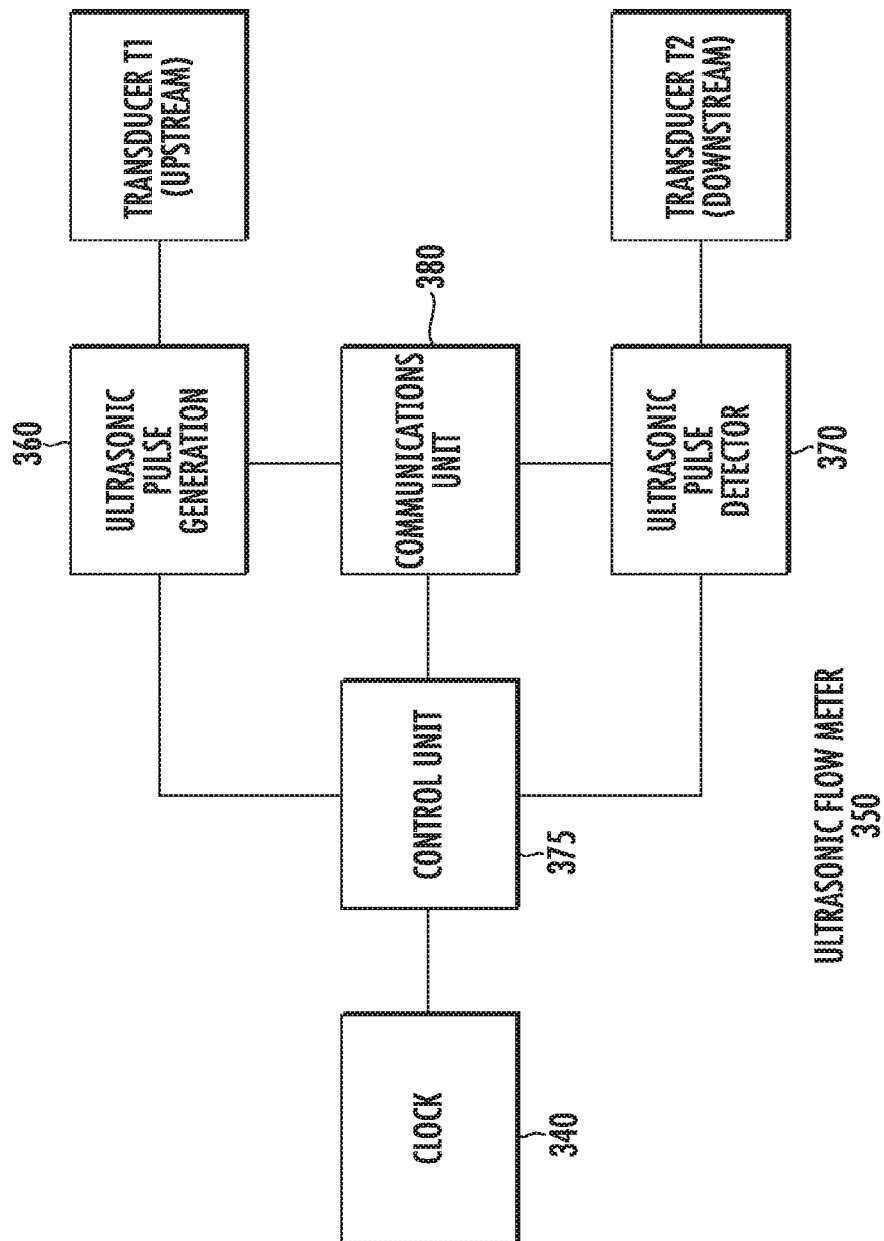 360
ULTRASONIC
PULSE
GENERATION
TRANSDUCER T1
(UPSTREAM)
CLOCK
340
CONTROL UNIT
375
380
COMMUNICATIONS
UNIT
ULTRASONIC
PULSE
DETECTOR
370
TRANSDUCER T2
(DOWNSTREAM)
ULTRASONIC FLOW METER
350